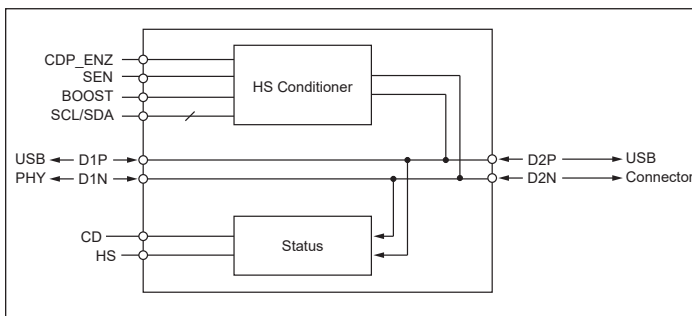 CDP_ENZ
SEN
BOOST
SCL/SDA
HS Conditioner
USB D1P D2P USB
PHY D1N D2N Connector
CD
HS
Status